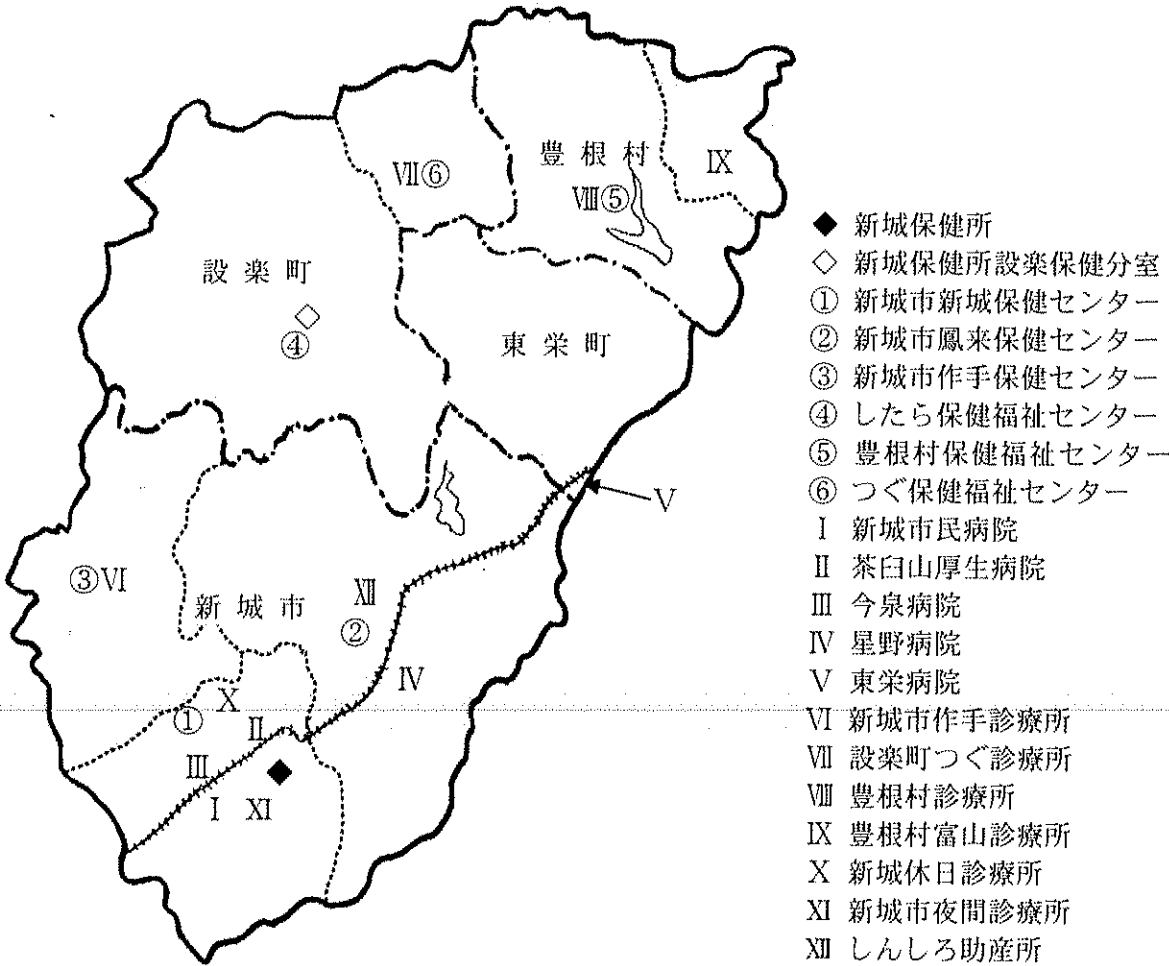 豊根村
Ⅸ
Ⅶ⑥
Ⅷ⑤
設楽町
④
東栄町
Ⅴ
③Ⅵ
新城市
Ⅻ
②
Ⅳ
Ⅹ
①
Ⅱ
Ⅲ
Ⅰ Ⅺ
◆ 新城保健所
◇ 新城保健所設楽保健分室
① 新城市新城保健センター
② 新城市鳳来保健センター
③ 新城市作手保健センター
④ したら保健福祉センター
⑤ 豊根村保健福祉センター
⑥ つぐ保健福祉センター
Ⅰ 新城市民病院
Ⅱ 茶臼山厚生病院
Ⅲ 今泉病院
Ⅳ 星野病院
Ⅴ 東栄病院
Ⅵ 新城市作手診療所
Ⅶ 設楽町つぐ診療所
Ⅷ 豊根村診療所
Ⅸ 豊根村富山診療所
Ⅹ 新城休日診療所
Ⅺ 新城市夜間診療所
Ⅻ しんしろ助産所